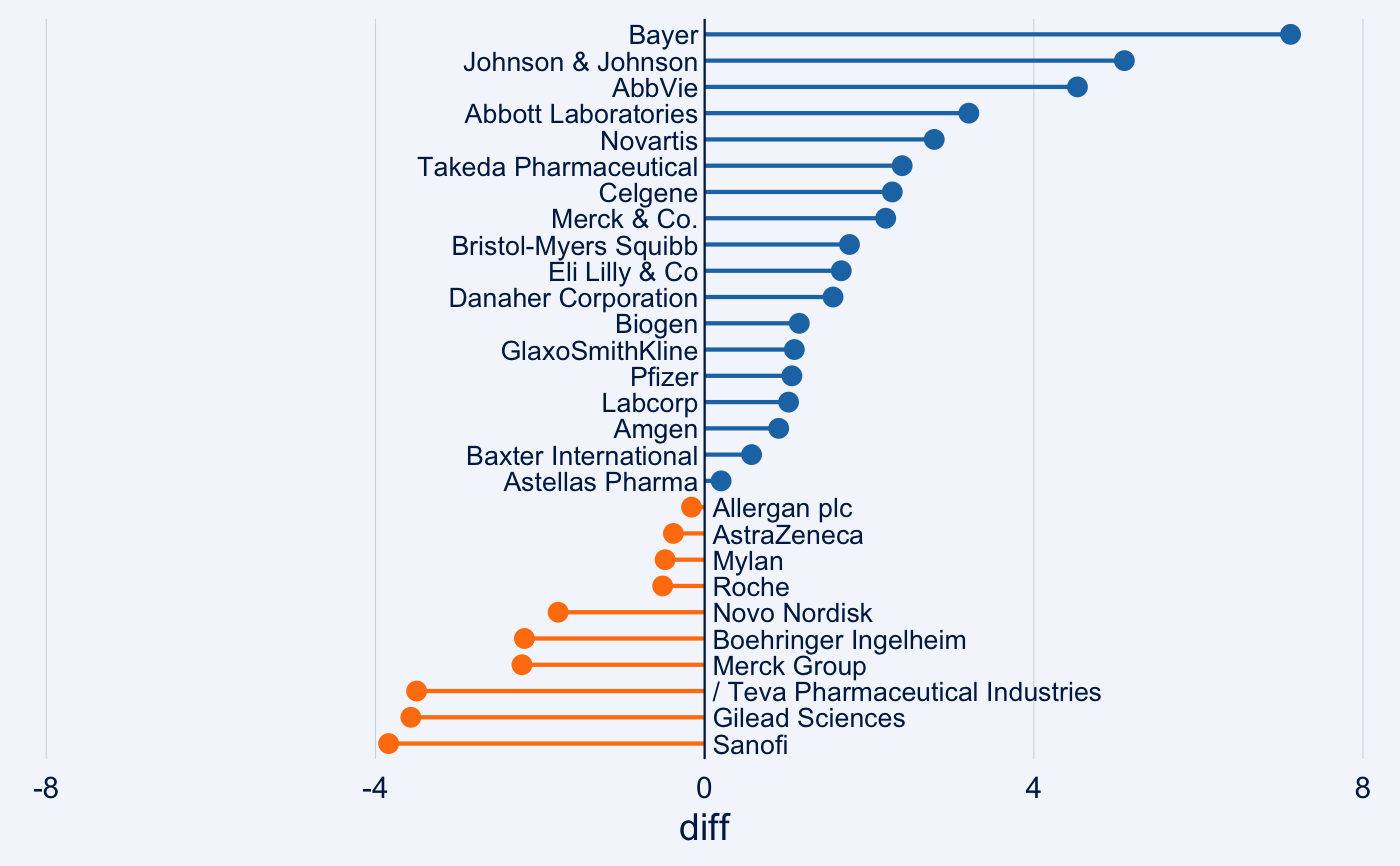 Bayer
Johnson & Johnson
AbbVie
Abbott Laboratories
Novartis
Takeda Pharmaceutical
Celgene
Merck & Co.
Bristol-Myers Squibb
Eli Lilly & Co
Danaher Corporation
Biogen
GlaxoSmithKline
Pfizer
Labcorp
Amgen
Baxter International
Astellas Pharma
Allergan plc
AstraZeneca
Mylan
Roche
Novo Nordisk
Boehringer Ingelheim
Merck Group
/ Teva Pharmaceutical Industries
Gilead Sciences
Sanofi
-8 -4 0 4 8
diff